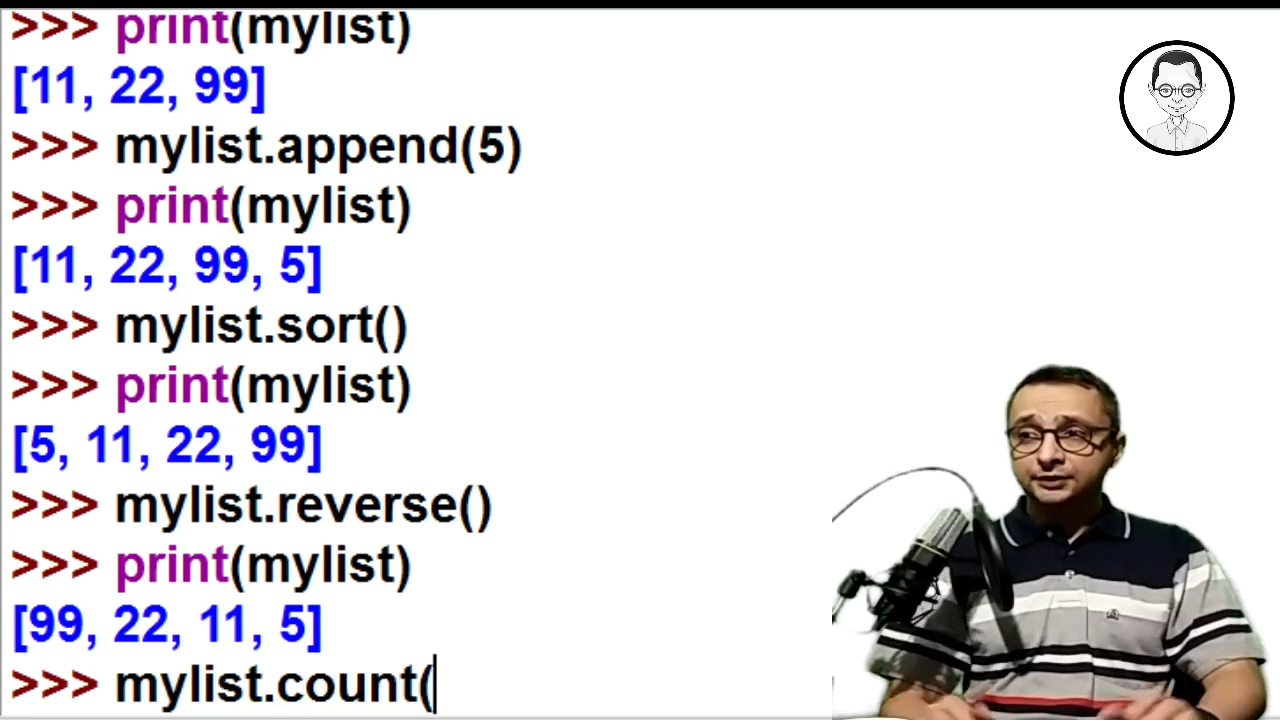 >>> print(mylist)
[11, 22, 99]
>>> mylist.append(5)
>>> print(mylist)
[11, 22, 99, 5]
>>> mylist.sort()
>>> print(mylist)
[5, 11, 22, 99]
>>> mylist.reverse()
>>> print(mylist)
[99, 22, 11, 5]
>>> mylist.count(